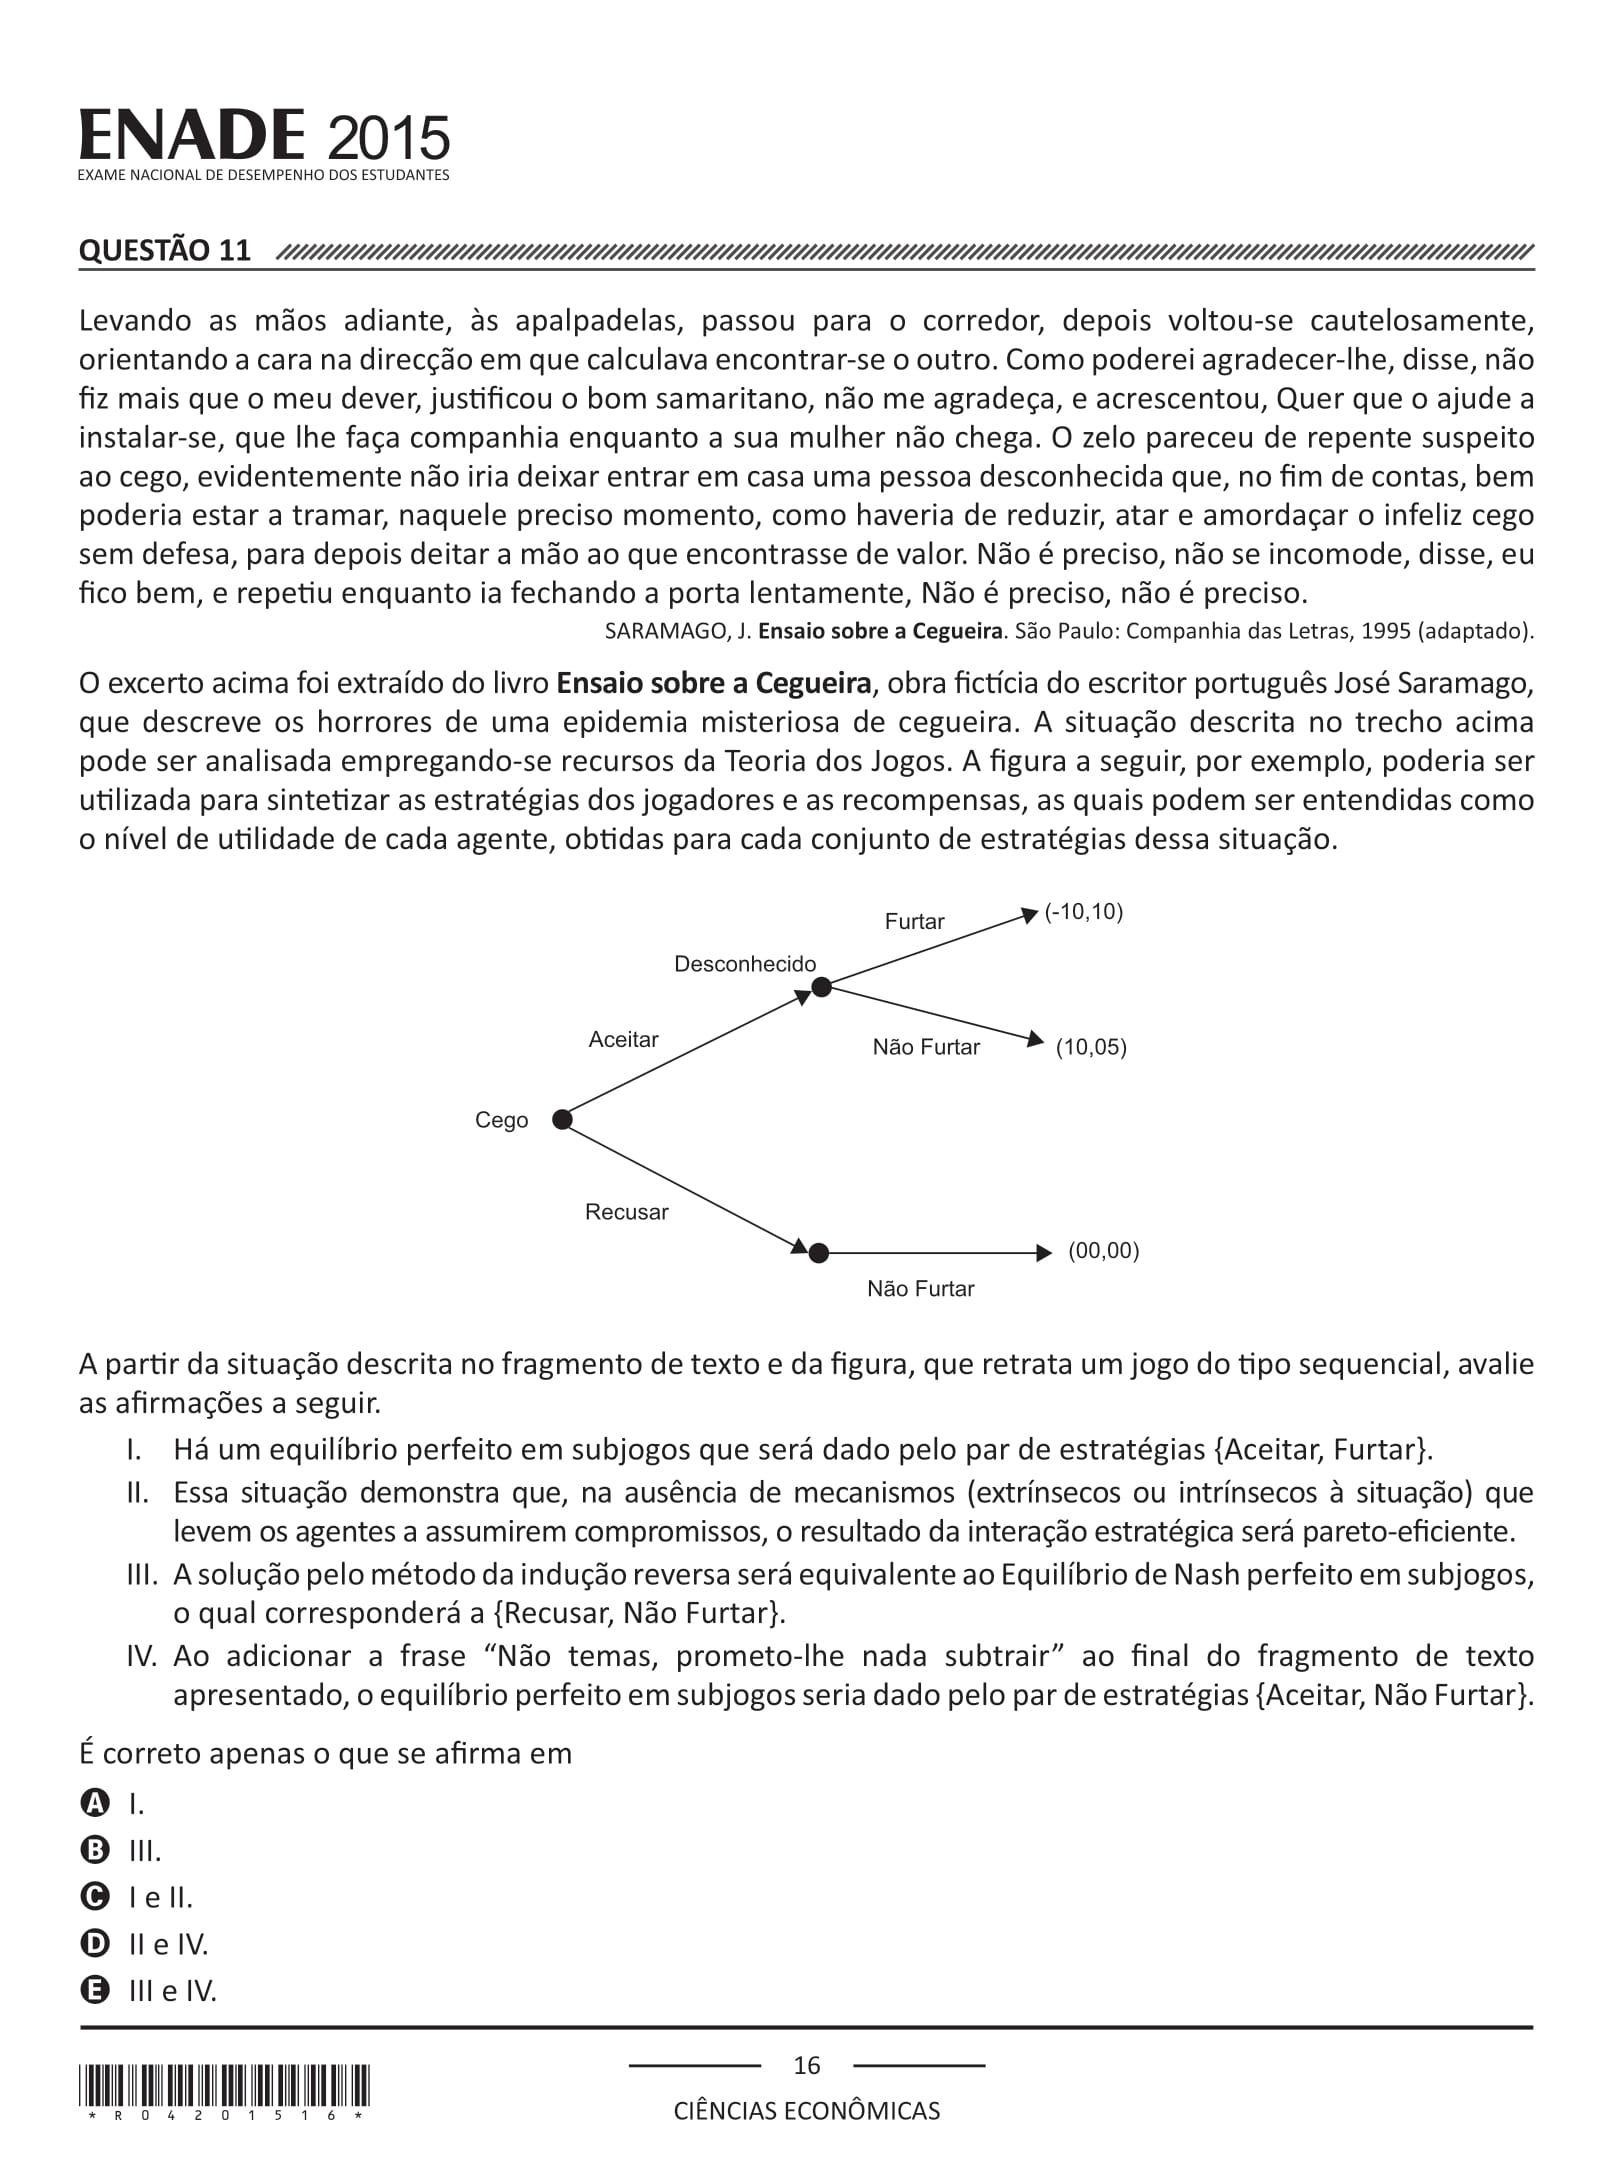 ENADE 2015
EXAME NACIONAL DE DESEMPENHO DOS ESTUDANTES
QUESTÃO 11
Levando as mãos adiante, às apalpadelas, passou para o corredor, depois voltou-se cautelosamente,
orientando a cara na direcção em que calculava encontrar-se o outro. Como poderei agradecer-lhe, disse, não
fiz mais que o meu dever, justificou o bom samaritano, não me agradeça, e acrescentou, Quer que o ajude a
instalar-se, que lhe faça companhia enquanto a sua mulher não chega. O zelo pareceu de repente suspeito
ao cego, evidentemente não iria deixar entrar em casa uma pessoa desconhecida que, no fim de contas, bem
poderia estar a tramar, naquele preciso momento, como haveria de reduzir, atar e amordaçar o infeliz cego
sem defesa, para depois deitar a mão ao que encontrasse de valor. Não é preciso, não se incomode, disse, eu
fico bem, e repetiu enquanto ia fechando a porta lentamente, Não é preciso, não é preciso.
SARAMAGO, J. Ensaio sobre a Cegueira. São Paulo: Companhia das Letras, 1995 (adaptado).
O excerto acima foi extraído do livro Ensaio sobre a Cegueira, obra fictícia do escritor português José Saramago,
que descreve os horrores de uma epidemia misteriosa de cegueira. A situação descrita no trecho acima
pode ser analisada empregando-se recursos da Teoria dos Jogos. A figura a seguir, por exemplo, poderia ser
utilizada para sintetizar as estratégias dos jogadores e as recompensas, as quais podem ser entendidas como
o nível de utilidade de cada agente, obtidas para cada conjunto de estratégias dessa situação.
Furtar
(-10,10)
Desconhecido
Aceitar
Não Furtar
(10,05)
Cego
Recusar
(00,00)
Não Furtar
A partir da situação descrita no fragmento de texto e da figura, que retrata um jogo do tipo sequencial, avalie
as afirmações a seguir.
I. Há um equilíbrio perfeito em subjogos que será dado pelo par de estratégias {Aceitar, Furtar}.
II. Essa situação demonstra que, na ausência de mecanismos (extrínsecos ou intrínsecos à situação) que
levem os agentes a assumirem compromissos, o resultado da interação estratégica será pareto-eficiente.
III. A solução pelo método da indução reversa será equivalente ao Equilíbrio de Nash perfeito em subjogos,
o qual corresponderá a {Recusar, Não Furtar}.
IV. Ao adicionar a frase “Não temas, prometo-lhe nada subtrair” ao final do fragmento de texto
apresentado, o equilíbrio perfeito em subjogos seria dado pelo par de estratégias {Aceitar, Não Furtar}.
É correto apenas o que se afirma em
A I.
B III.
C I e II.
D II e IV.
E III e IV.
16
CIÊNCIAS ECONÔMICAS
* R 0 4 2 0 1 5 1 6 *